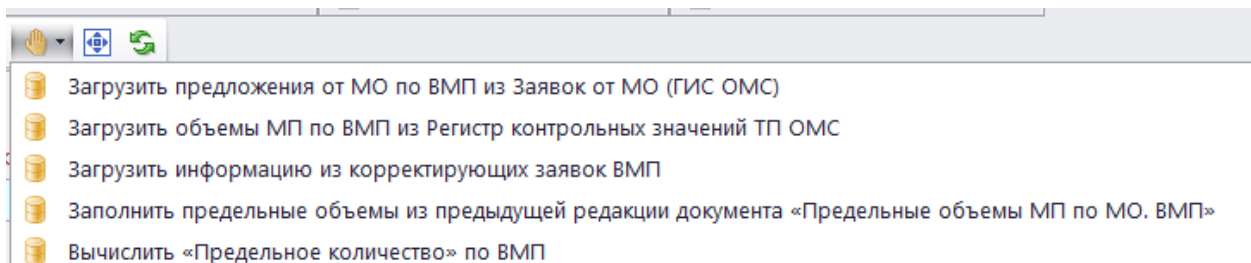 Загрузить предложения от МО по ВМП из Заявок от МО (ГИС ОМС)
Загрузить объемы МП по ВМП из Регистр контрольных значений ТП ОМС
Загрузить информацию из корректирующих заявок ВМП
Заполнить предельные объемы из предыдущей редакции документа «Предельные объемы МП по МО. ВМП»
Вычислить «Предельное количество» по ВМП